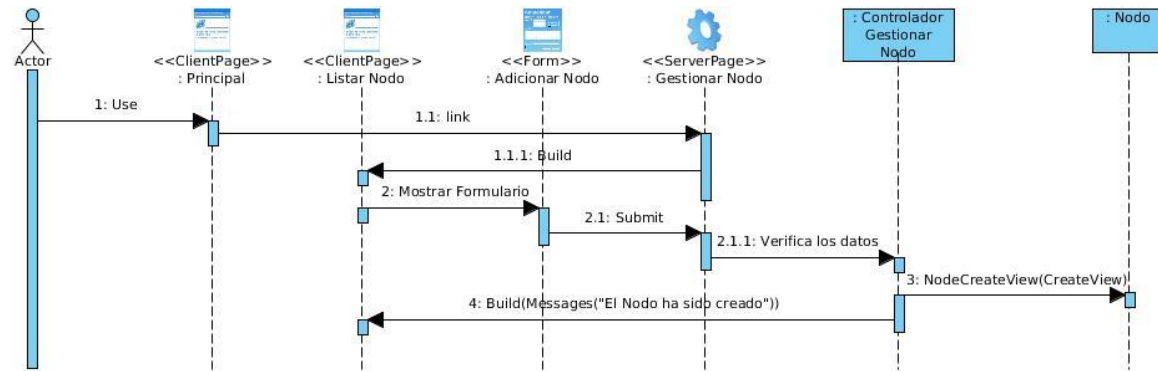 : Controlador
Gestionar
Nodo
: Nodo
Actor
<<ClientPage>>
: Principal
<<ClientPage>>
: Listar Nodo
<<Form>>
: Adicionar Nodo
<<ServerPage>>
: Gestionar Nodo
1: Use
1.1: link
1.1.1: Build
2: Mostrar Formulario
2.1: Submit
2.1.1: Verifica los datos
3: NodeCreateView(CreateView)
4: Build(Messages("El Nodo ha sido creado"))